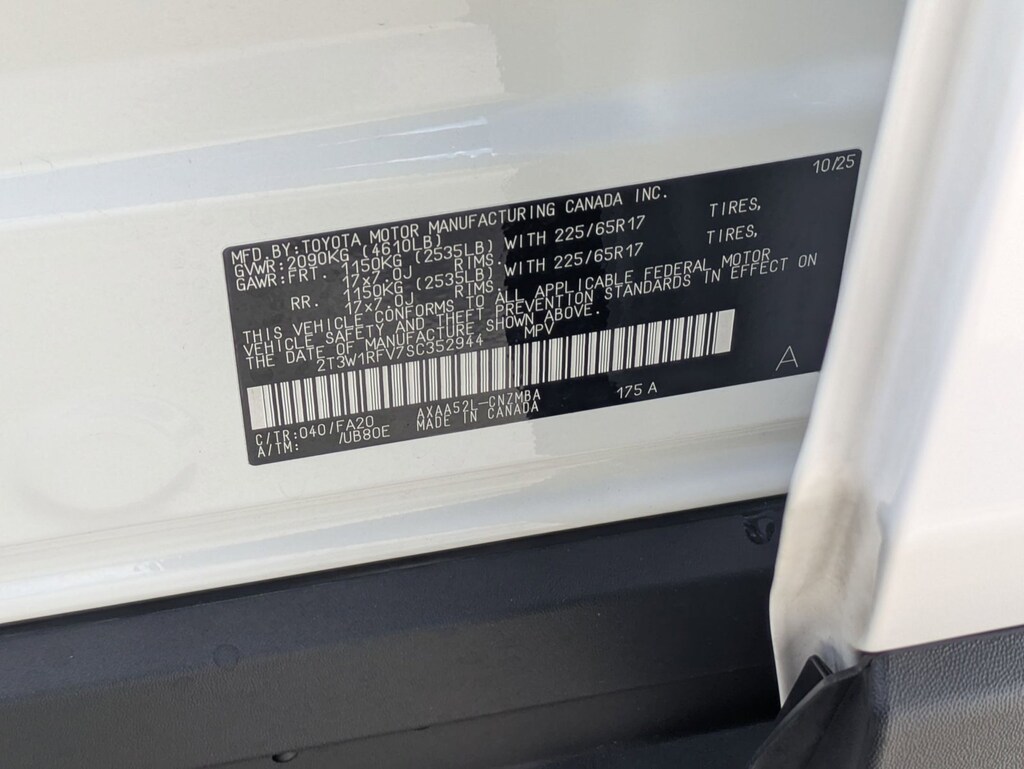 MFD.BY:TOYOTA MOTOR MANUFACTURING CANADA INC. 10/25
GVWR:2090KG (4610LB)
GAWR:FRT. 1150KG (2535LB) WITH 225/65R17 TIRES,
17x7.0J RIMS.
RR. 1150KG (2535LB) WITH 225/65R17 TIRES,
17x7.0J RIMS.
THIS VEHICLE CONFORMS TO ALL APPLICABLE FEDERAL MOTOR
VEHICLE SAFETY AND THEFT PREVENTION STANDARDS IN EFFECT ON
THE DATE OF MANUFACTURE SHOWN ABOVE.
2T3W1RFV7SC352944 MPV
A
C/TR:040/FA20 AXAA52L-CNZMBA 175 A
A/TM: /UB80E MADE IN CANADA